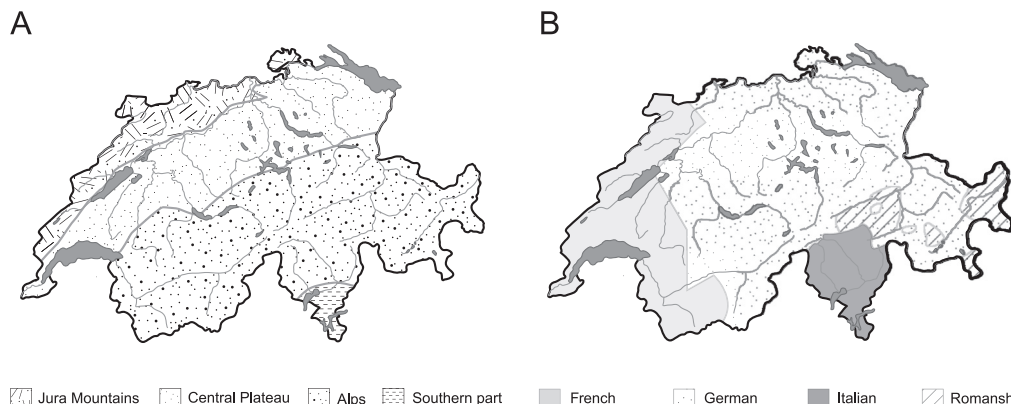 A
B
Jura Mountains
Central Plateau
Alps
Southern part
French
German
Italian
Romansh